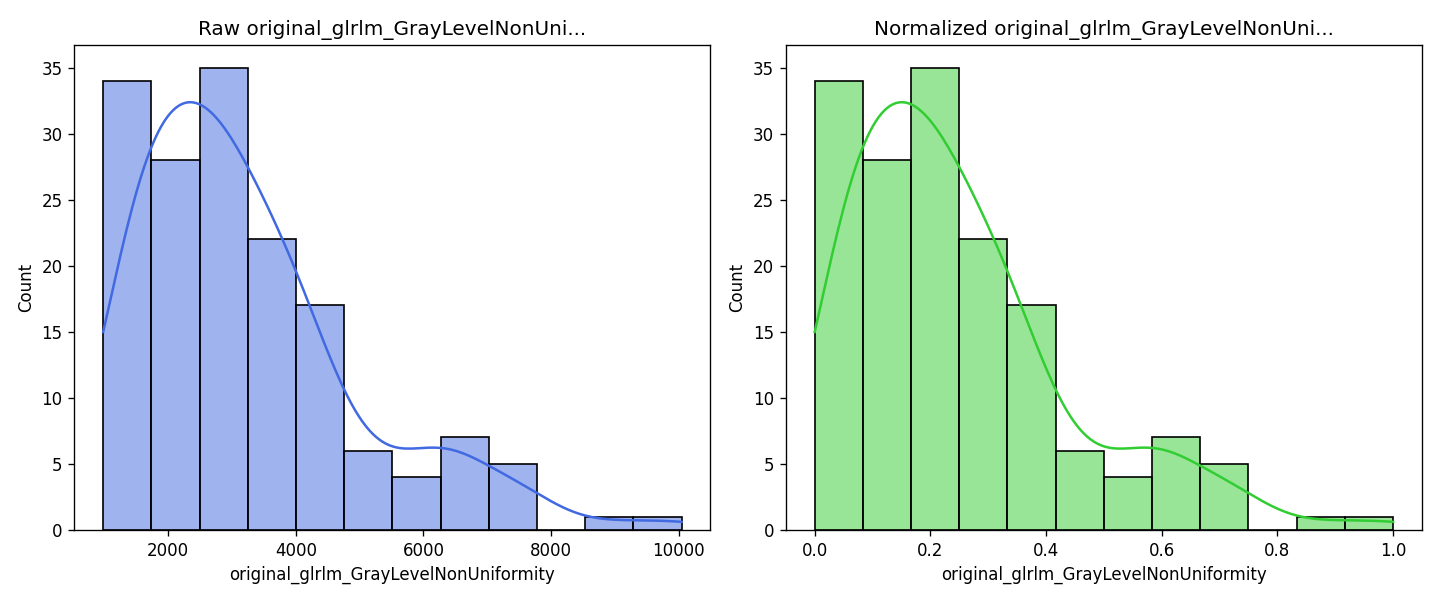 Raw original_glrlm_GrayLevelNonUni...
Count
35
30
25
20
15
10
5
0
2000 4000 6000 8000 10000
original_glrlm_GrayLevelNonUniformity
Normalized original_glrlm_GrayLevelNonUni...
Count
35
30
25
20
15
10
5
0
0.0 0.2 0.4 0.6 0.8 1.0
original_glrlm_GrayLevelNonUniformity